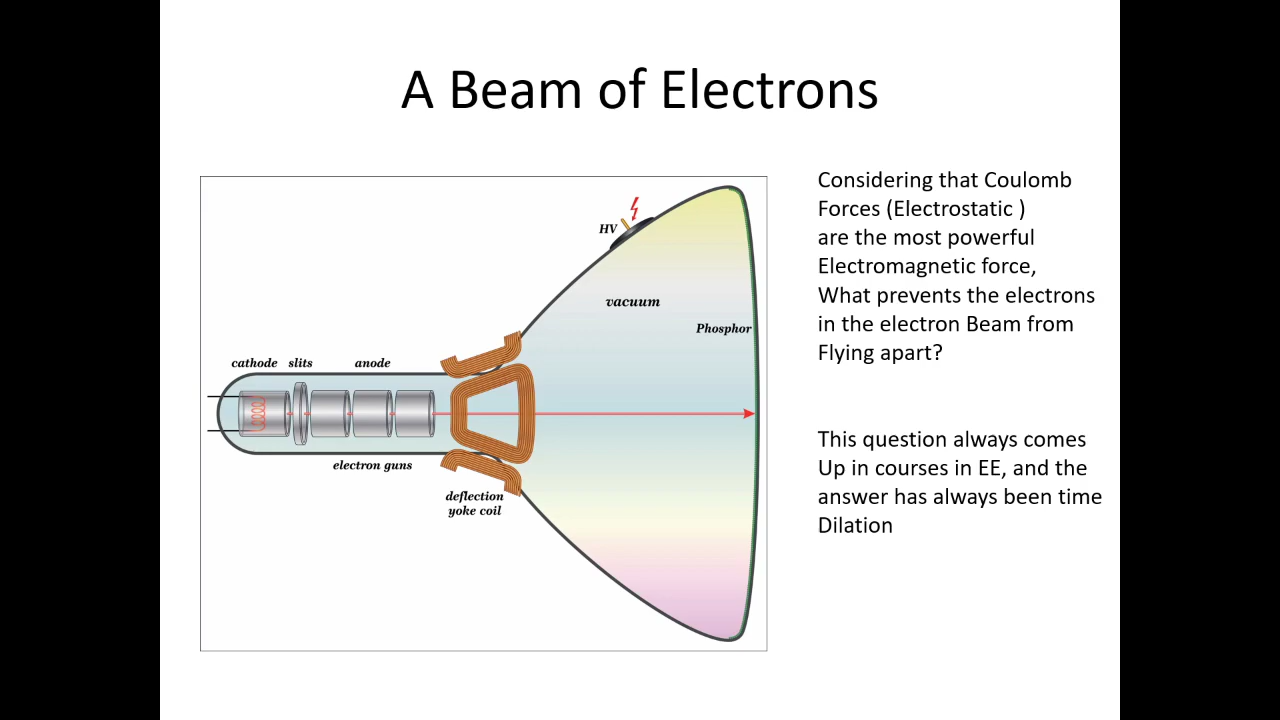 A Beam of Electrons
HV
vacuum
Phosphor
cathode slits anode
electron guns
deflection
yoke coil
Considering that Coulomb
Forces (Electrostatic )
are the most powerful
Electromagnetic force,
What prevents the electrons
in the electron Beam from
Flying apart?
This question always comes
Up in courses in EE, and the
answer has always been time
Dilation